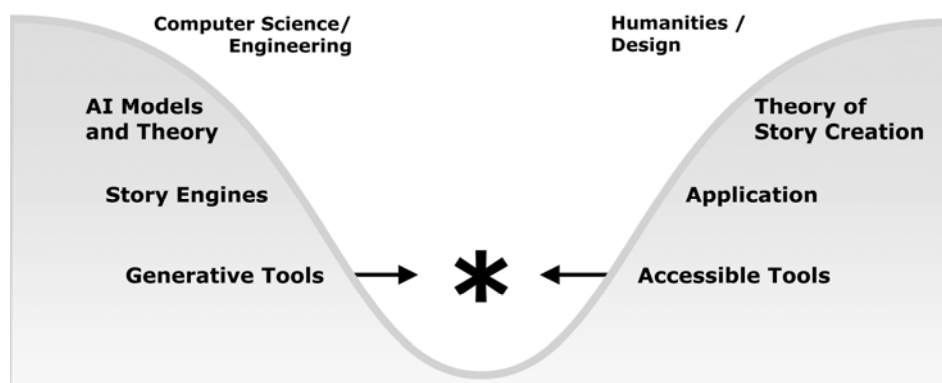 Computer Science/
Engineering
Humanities /
Design
AI Models
and Theory
Theory of
Story Creation
Story Engines
Application
Generative Tools
*
Accessible Tools